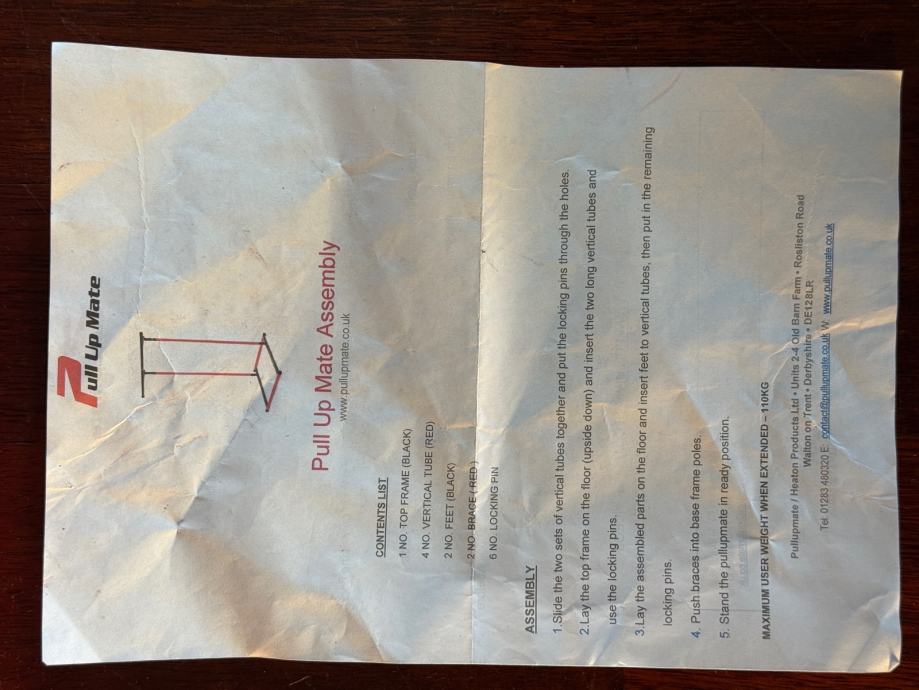 Pull Up Mate
Pull Up Mate Assembly
www.pullupmate.co.uk
CONTENTS LIST
1 NO. TOP FRAME (BLACK)
4 NO. VERTICAL TUBE (RED)
2 NO. FEET (BLACK)
2 NO. BRACE (RED)
6 NO. LOCKING PIN
ASSEMBLY
1.Slide the two sets of vertical tubes together and put the locking pins through the holes.
2.Lay the top frame on the floor (upside down) and insert the two long vertical tubes and
use the locking pins.
3.Lay the assembled parts on the floor and insert feet to vertical tubes, then put in the remaining
locking pins.
4. Push braces into base frame poles.
5. Stand the pullupmate in ready position.
MAXIMUM USER WEIGHT WHEN EXTENDED – 110KG
Pullupmate / Heaton Products Ltd • Units 2-4 Old Barn Farm • Rosliston Road
Walton on Trent • Derbyshire • DE128LR
Tel: 01283 480320 E: contact@pullupmate.co.uk W: www.pullupmate.co.uk